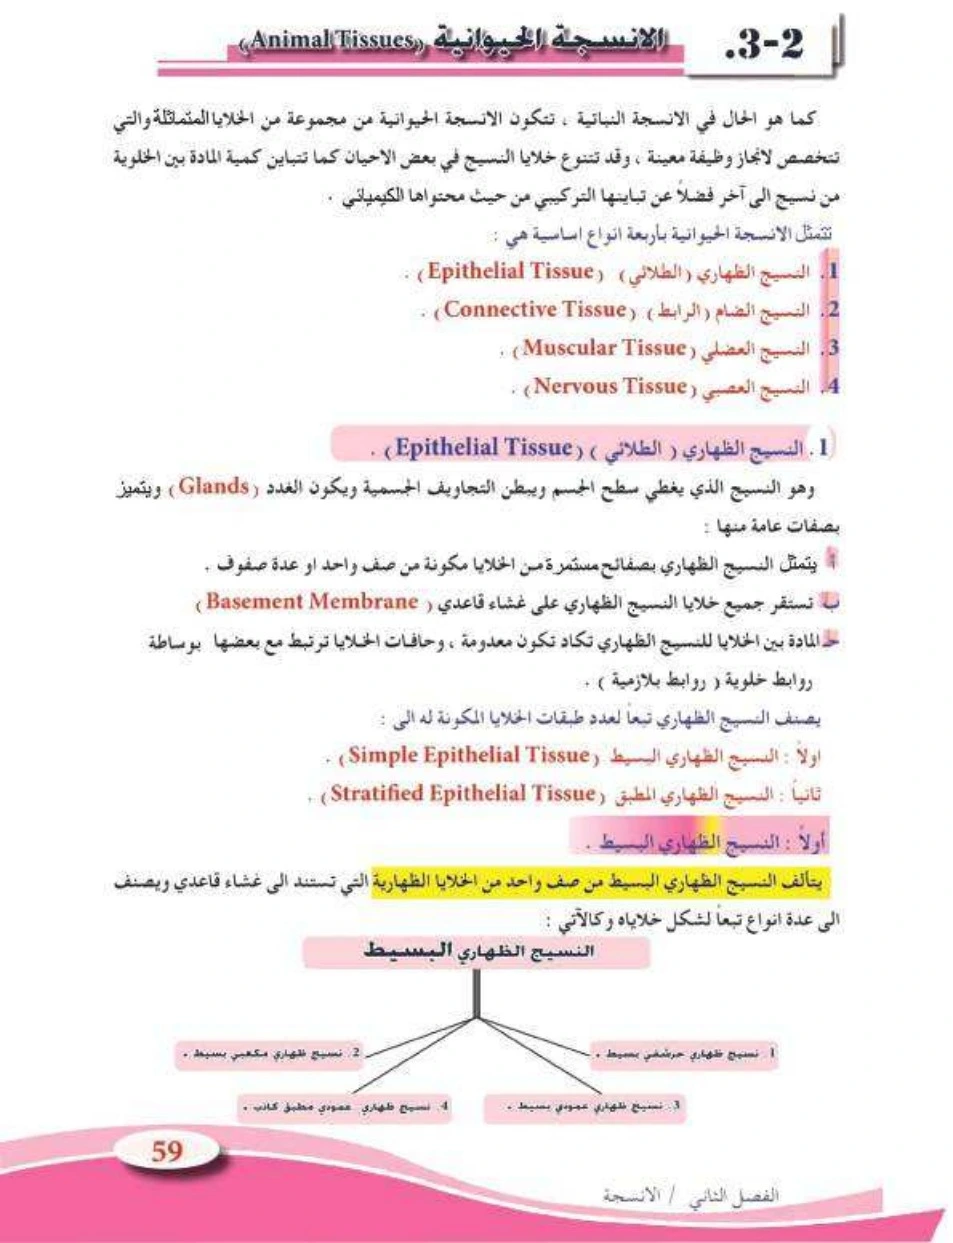 3-2. الانسجة الحيوانية (Animal Tissues)
كما هو الحال في الانسجة النباتية ، تتكون الانسجة الحيوانية من مجموعة من الخلايا المتماثلة والتي
تتخصص لانجاز وظيفة معينة ، وقد تتنوع خلايا النسيج في بعض الاحيان كما تتباين كمية المادة بين الخلوية
من نسيج الى آخر فضلاً عن تباينها التركيبي من حيث محتواها الكيميائي .
تتمثل الانسجة الحيوانية بأربعة انواع اساسية هي :
1. النسيج الظهاري (الطلائي) (Epithelial Tissue) .
2. النسيج الضام (الرابط) (Connective Tissue) .
3. النسيج العضلي (Muscular Tissue) .
4. النسيج العصبي (Nervous Tissue) .
1. النسيج الظهاري ( الطلائي ) (Epithelial Tissue) .
وهو النسيج الذي يغطي سطح الجسم ويبطن التجاويف الجسمية ويكون الغدد (Glands) ويتميز
بصفات عامة منها :
أ يتمثل النسيج الظهاري بصفائح مستمرة من الخلايا مكونة من صف واحد او عدة صفوف .
ب تستقر جميع خلايا النسيج الظهاري على غشاء قاعدي ( Basement Membrane )
جـ المادة بين الخلايا للنسيج الظهاري تكاد تكون معدومة ، وحافات الخلايا ترتبط مع بعضها بوساطة
روابط خلوية ( روابط بلازمية ) .
يصنف النسيج الظهاري تبعاً لعدد طبقات الخلايا المكونة له الى :
اولاً : النسيج الظهاري البسيط (Simple Epithelial Tissue) .
ثانياً : النسيج الظهاري المطبق (Stratified Epithelial Tissue) .
أولاً : النسيج الظهاري البسيط .
يتألف النسيج الظهاري البسيط من صف واحد من الخلايا الظهارية التي تستند الى غشاء قاعدي ويصنف
الى عدة انواع تبعاً لشكل خلاياه وكالآتي :
النسيج الظهاري البسيط
1. نسيج ظهاري حرشفي بسيط .
2. نسيج ظهاري مكعبي بسيط .
3. نسيج ظهاري عمودي بسيط .
4. نسيج ظهاري عمودي مطبق كاذب .
59
الفصل الثاني / الانسجة